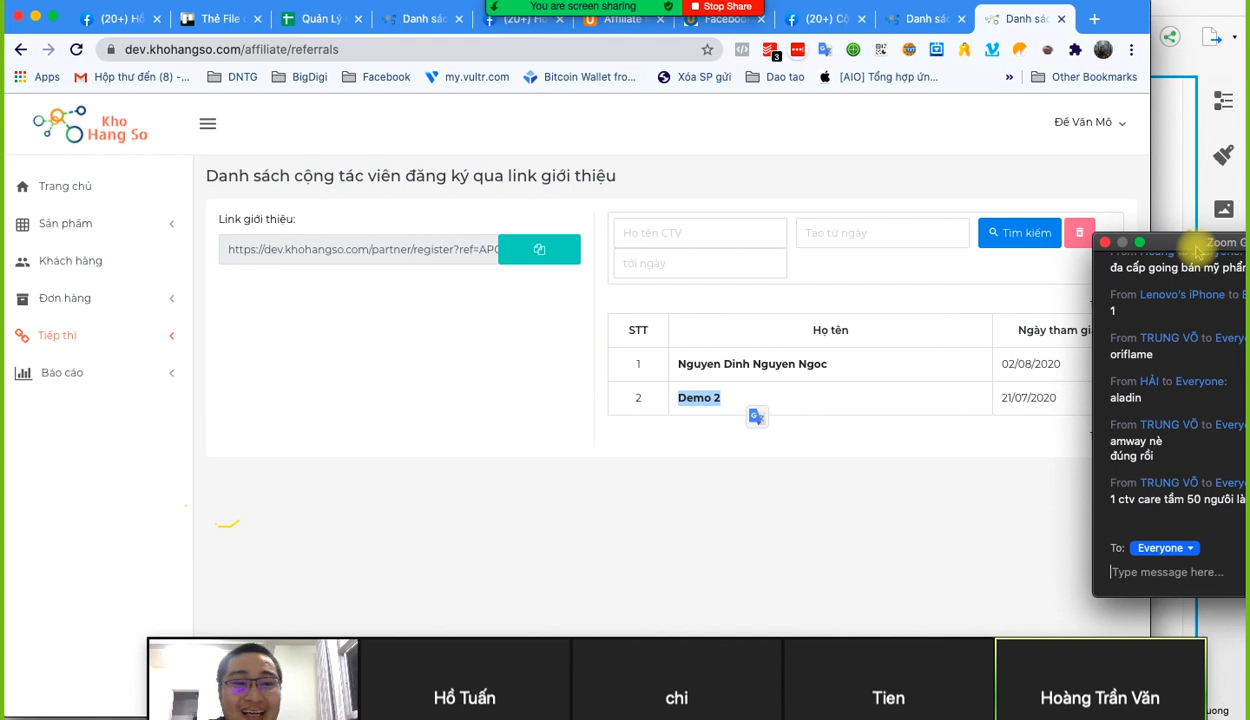 You are screen sharing
Stop Share
(20+) Hồ
Thẻ File c
Quản Lý
Danh sác
(20+) H
Affiliate
Facebook
(20+) Cộ
Danh sác
Danh sác
dev.khohangso.com/affiliate/referrals
3
Apps
Hộp thư đến (8) -...
DNTG
BigDigi
Facebook
my.vultr.com
Bitcoin Wallet fro...
Xóa SP gửi
Dao tao
[AIO] Tổng hợp ứn...
»
Other Bookmarks
Kho
Hang So
Đề Văn Mô
Trang chủ
Sản phẩm
Khách hàng
Đơn hàng
Tiếp thị
Báo cáo
Danh sách cộng tác viên đăng ký qua link giới thiệu
Link giới thiệu:
https://dev.khohangso.com/partner/register?ref=AP0
Họ tên CTV
Tạo từ ngày
Tìm kiếm
tới ngày
STT
Họ tên
Ngày tham gi
1
Nguyen Dinh Nguyen Ngoc
02/08/2020
2
Demo 2
21/07/2020
Zoom G
đa cấp going bán mỹ phẩn
From Lenovo's iPhone to E
1
From TRUNG VÕ to Every
oriflame
From HẢI to Everyone:
aladin
From TRUNG VÕ to Every
amway nè
đúng rồi
From TRUNG VÕ to Every
1 ctv care tầm 50 người là
To: Everyone
Type message here...
Hồ Tuấn
chi
Tien
Hoàng Trần Văn
uong